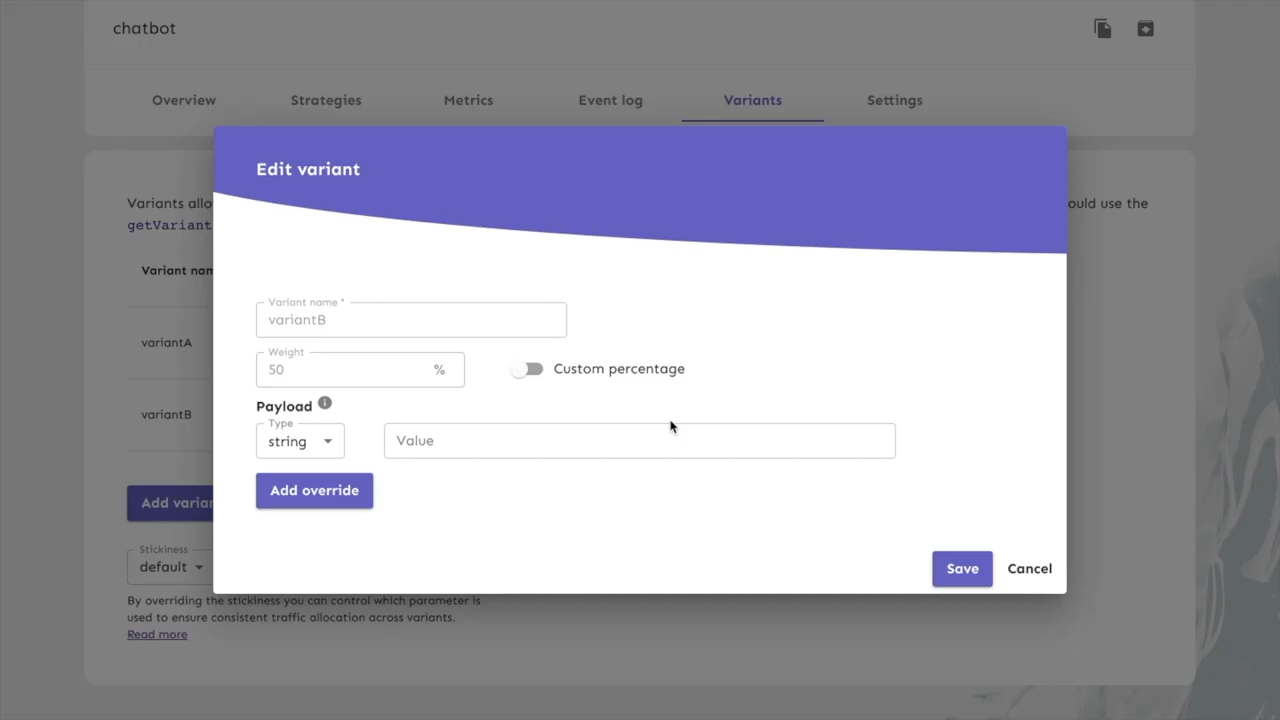 chatbot
Overview Strategies Metrics Event log Variants Settings
Edit variant
Variants allo
ould use the
getVariant
Variant nam
variantA
variantB
Add varian
Stickiness
default
By overriding the stickiness you can control which parameter is
used to ensure consistent traffic allocation across variants.
Read more
Variant name *
variantB
Weight
50 %
Custom percentage
Payload
Type
string
Value
Add override
Save Cancel